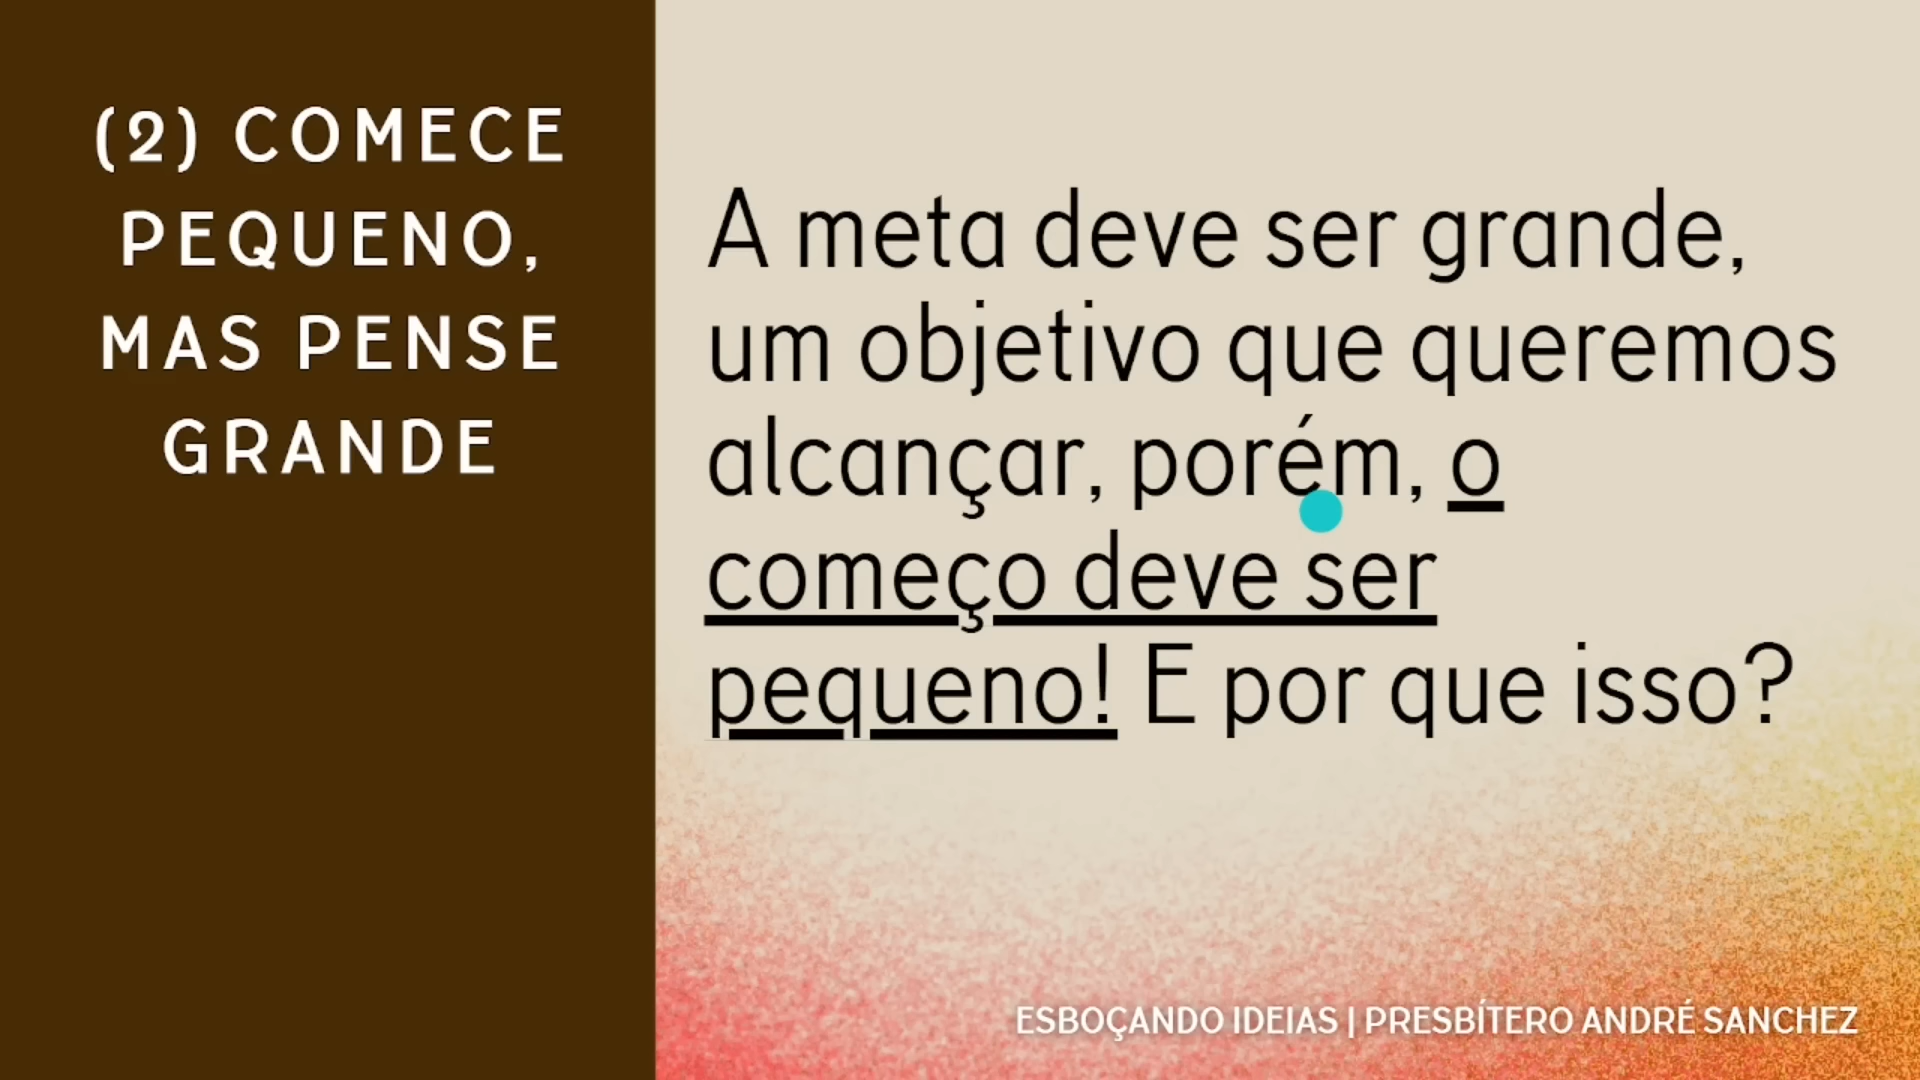 (2) COMECE
PEQUENO,
MAS PENSE
GRANDE
A meta deve ser grande,
um objetivo que queremos
alcançar, porém, o
começo deve ser
pequeno! E por que isso?
ESBOÇANDO IDEIAS | PRESBÍTERO ANDRÉ SANCHEZ